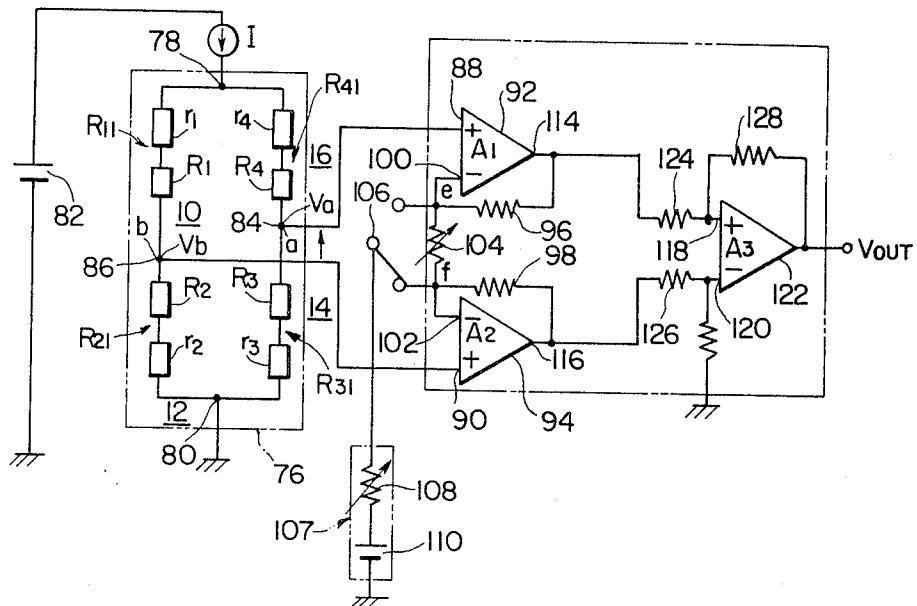 I
78
88
92
R41
r1
r4
114
128
R11
A1
+
16
100
−
124
R1
R4
106
e
82
10
84
Va
96
+
118
A3
b
a
104
98
VOUT
Vb
86
f
−
122
R2
R3
14
−
126
120
R21
102
A2
r2
r3
116
+
R31
12
90
94
80
76
108
107
110